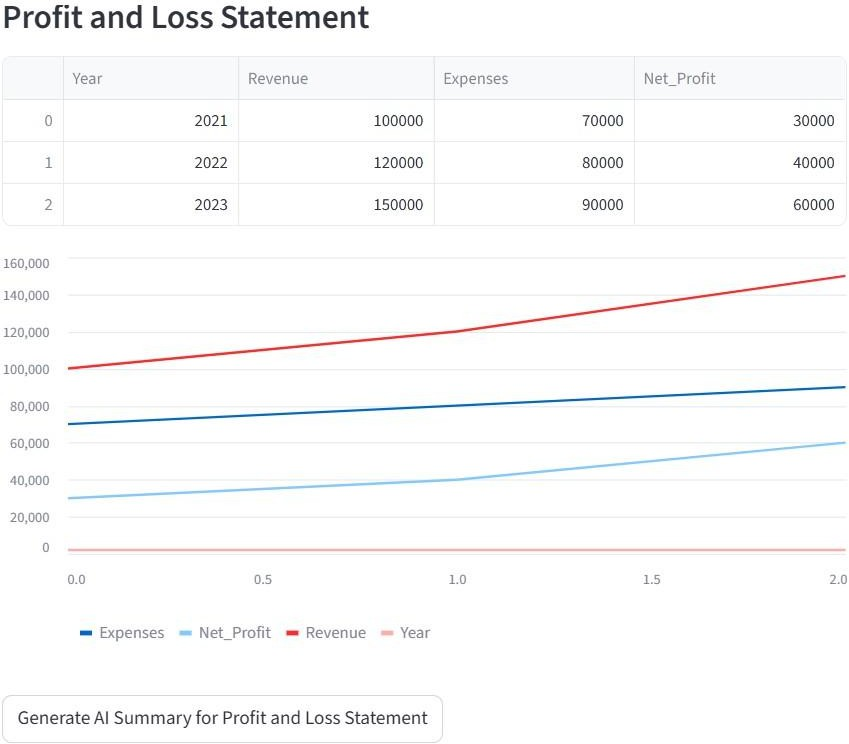 Profit and Loss Statement
Year Revenue Expenses Net_Profit
0 2021 100000 70000 30000
1 2022 120000 80000 40000
2 2023 150000 90000 60000
160,000
140,000
120,000
100,000
80,000
60,000
40,000
20,000
0
0.0 0.5 1.0 1.5 2.0
Expenses Net_Profit Revenue Year
Generate AI Summary for Profit and Loss Statement